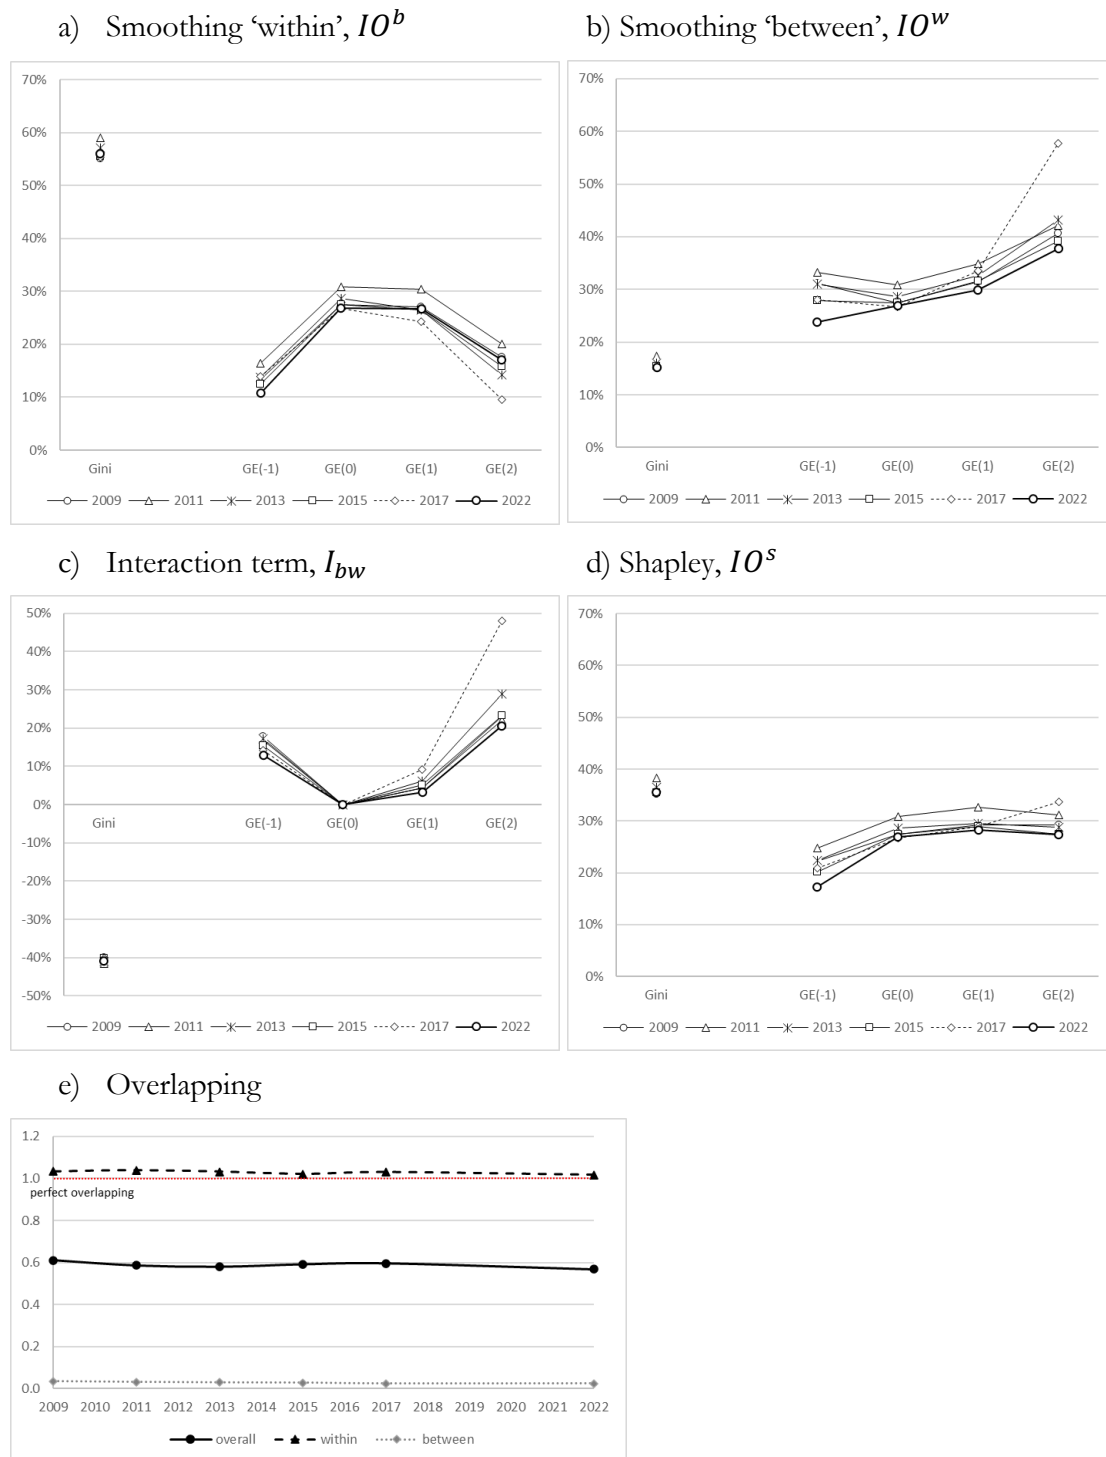 a) Smoothing ‘within’, IO^b
70%
60%
50%
40%
30%
20%
10%
0%
Gini GE(-1) GE(0) GE(1) GE(2)
2009 2011 2013 2015 2017 2022
b) Smoothing ‘between’, IO^w
70%
60%
50%
40%
30%
20%
10%
0%
Gini GE(-1) GE(0) GE(1) GE(2)
2009 2011 2013 2015 2017 2022
c) Interaction term, I_bw
50%
40%
30%
20%
10%
0%
Gini GE(-1) GE(0) GE(1) GE(2)
-10%
-20%
-30%
-40%
-50%
2009 2011 2013 2015 2017 2022
d) Shapley, IO^s
70%
60%
50%
40%
30%
20%
10%
0%
Gini GE(-1) GE(0) GE(1) GE(2)
2009 2011 2013 2015 2017 2022
e) Overlapping
1.2
1.0
perfect overlapping
0.8
0.6
0.4
0.2
0.0
2009 2010 2011 2012 2013 2014 2015 2016 2017 2018 2019 2020 2021 2022
overall within between